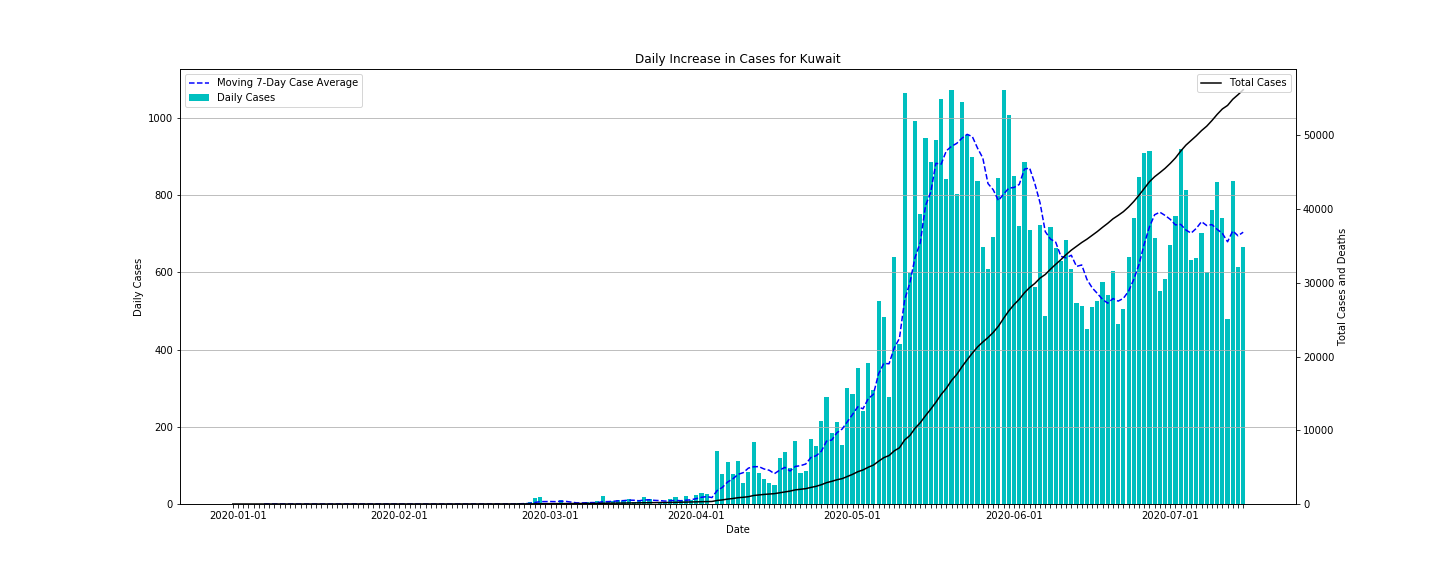 Daily Increase in Cases for Kuwait
Moving 7-Day Case Average
Daily Cases
Total Cases
1000
800
600
400
200
0
50000
40000
30000
20000
10000
0
Daily Cases
Total Cases and Deaths
2020-01-01 2020-02-01 2020-03-01 2020-04-01 2020-05-01 2020-06-01 2020-07-01
Date